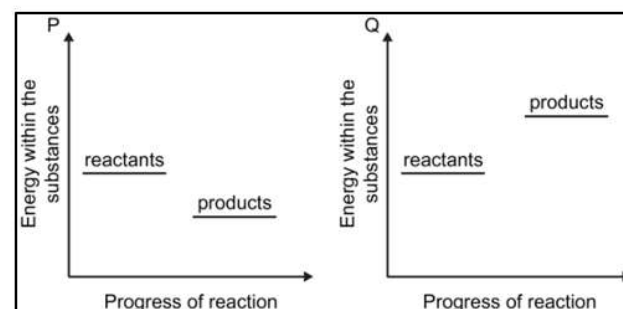 P
Energy within the
substances
reactants
products
Progress of reaction
Q
Energy within the
substances
reactants
products
Progress of reaction